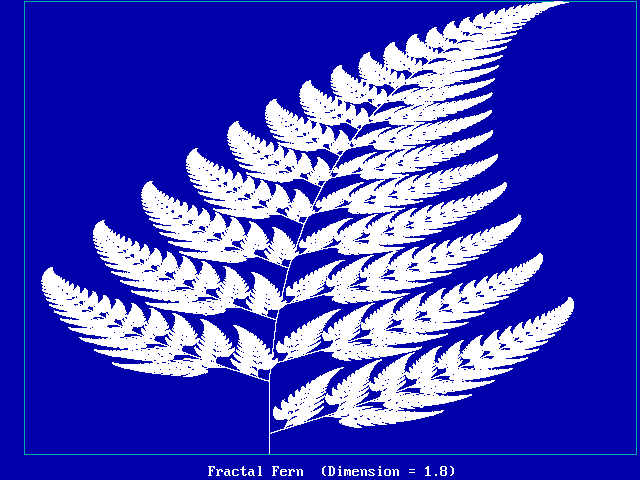 Fractal Fern (Dimension = 1.8)